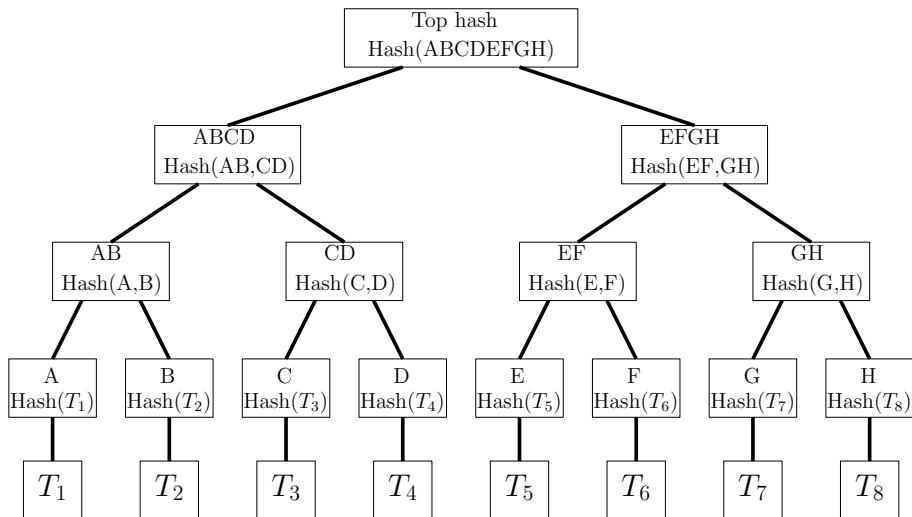 Top hash
Hash(ABCDEFGH)
ABCD
Hash(AB,CD)
EFGH
Hash(EF,GH)
AB
Hash(A,B)
CD
Hash(C,D)
EF
Hash(E,F)
GH
Hash(G,H)
A
Hash(T₁)
B
Hash(T₂)
C
Hash(T₃)
D
Hash(T₄)
E
Hash(T₅)
F
Hash(T₆)
G
Hash(T₇)
H
Hash(T₈)
T₁
T₂
T₃
T₄
T₅
T₆
T₇
T₈